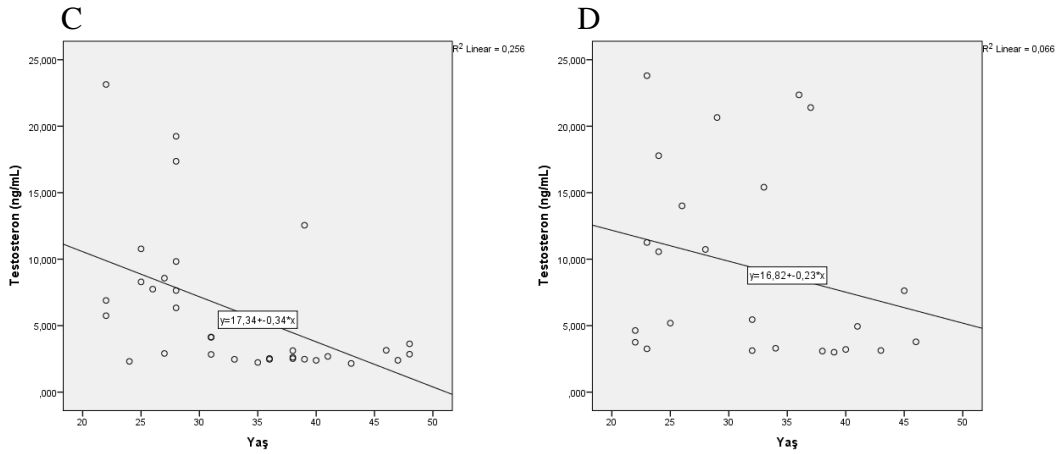 C
R² Linear = 0,256
25,000
20,000
15,000
10,000
5,000
,000
Testosteron (ng/mL)
y=17,34+-0,34*x
20 25 30 35 40 45 50
Yaş
D
R² Linear = 0,066
25,000
20,000
15,000
10,000
5,000
,000
Testosteron (ng/mL)
y=16,82+-0,23*x
20 25 30 35 40 45 50
Yaş